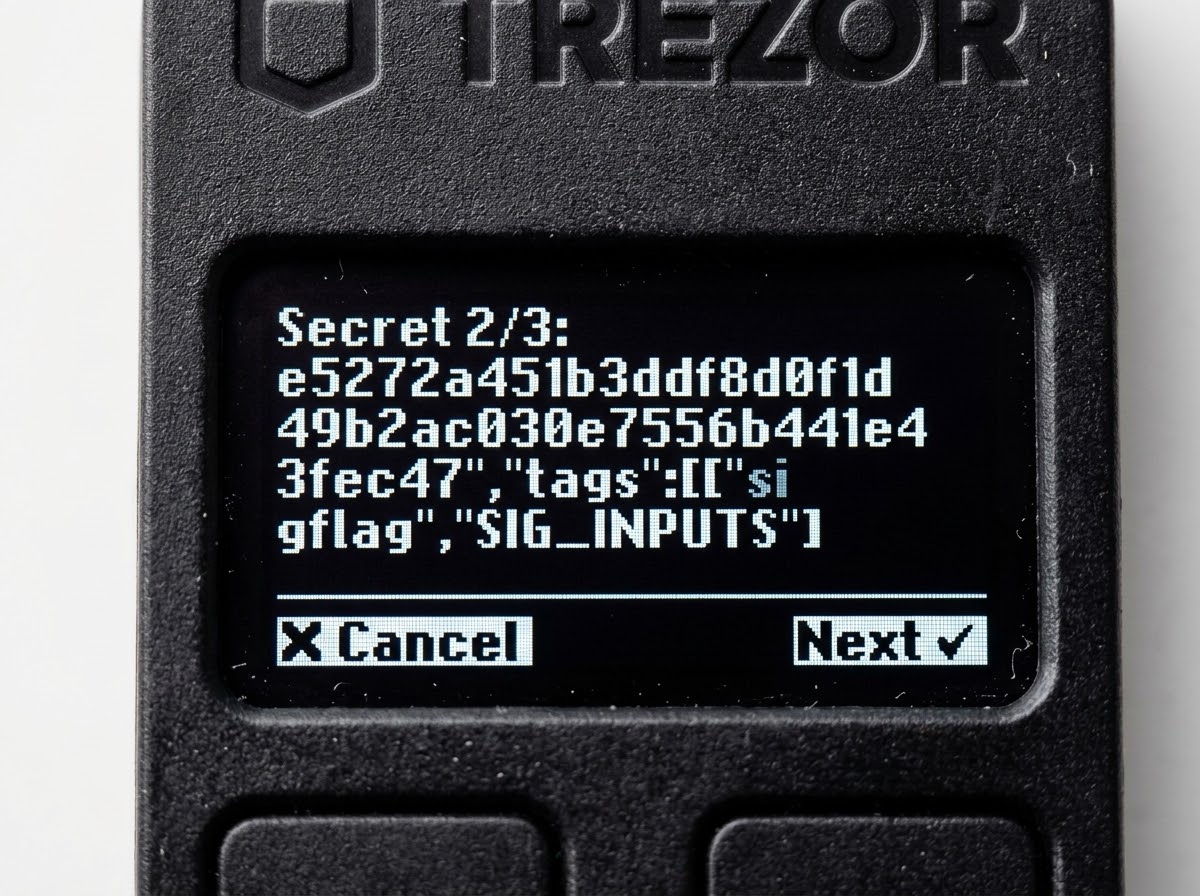 TREZOR
Secret 2/3:
e5272a451b3ddf8d0f1d
49b2ac030e7556b441e4
3fec47","tags":[["si
gflag","SIG_INPUTS"]
X Cancel
Next ✓